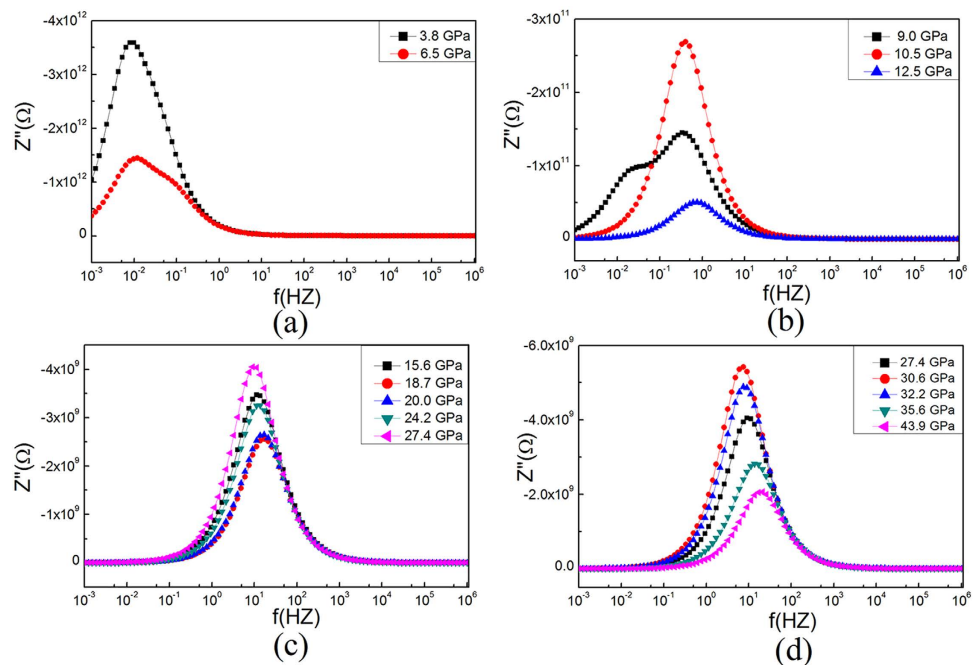 -4x10¹²
-3x10¹²
-2x10¹²
-1x10¹²
0
Z''(Ω)
3.8 GPa
6.5 GPa
10⁻³ 10⁻² 10⁻¹ 10⁰ 10¹ 10² 10³ 10⁴ 10⁵ 10⁶
f(HZ)
(a)
-3x10¹¹
-2x10¹¹
-1x10¹¹
0
Z''(Ω)
9.0 GPa
10.5 GPa
12.5 GPa
10⁻³ 10⁻² 10⁻¹ 10⁰ 10¹ 10² 10³ 10⁴ 10⁵ 10⁶
f(HZ)
(b)
-4x10⁹
-3x10⁹
-2x10⁹
-1x10⁹
0
Z''(Ω)
15.6 GPa
18.7 GPa
20.0 GPa
24.2 GPa
27.4 GPa
10⁻³ 10⁻² 10⁻¹ 10⁰ 10¹ 10² 10³ 10⁴ 10⁵ 10⁶
f(HZ)
(c)
-6.0x10⁹
-4.0x10⁹
-2.0x10⁹
0.0
Z''(Ω)
27.4 GPa
30.6 GPa
32.2 GPa
35.6 GPa
43.9 GPa
10⁻³ 10⁻² 10⁻¹ 10⁰ 10¹ 10² 10³ 10⁴ 10⁵ 10⁶
f(HZ)
(d)